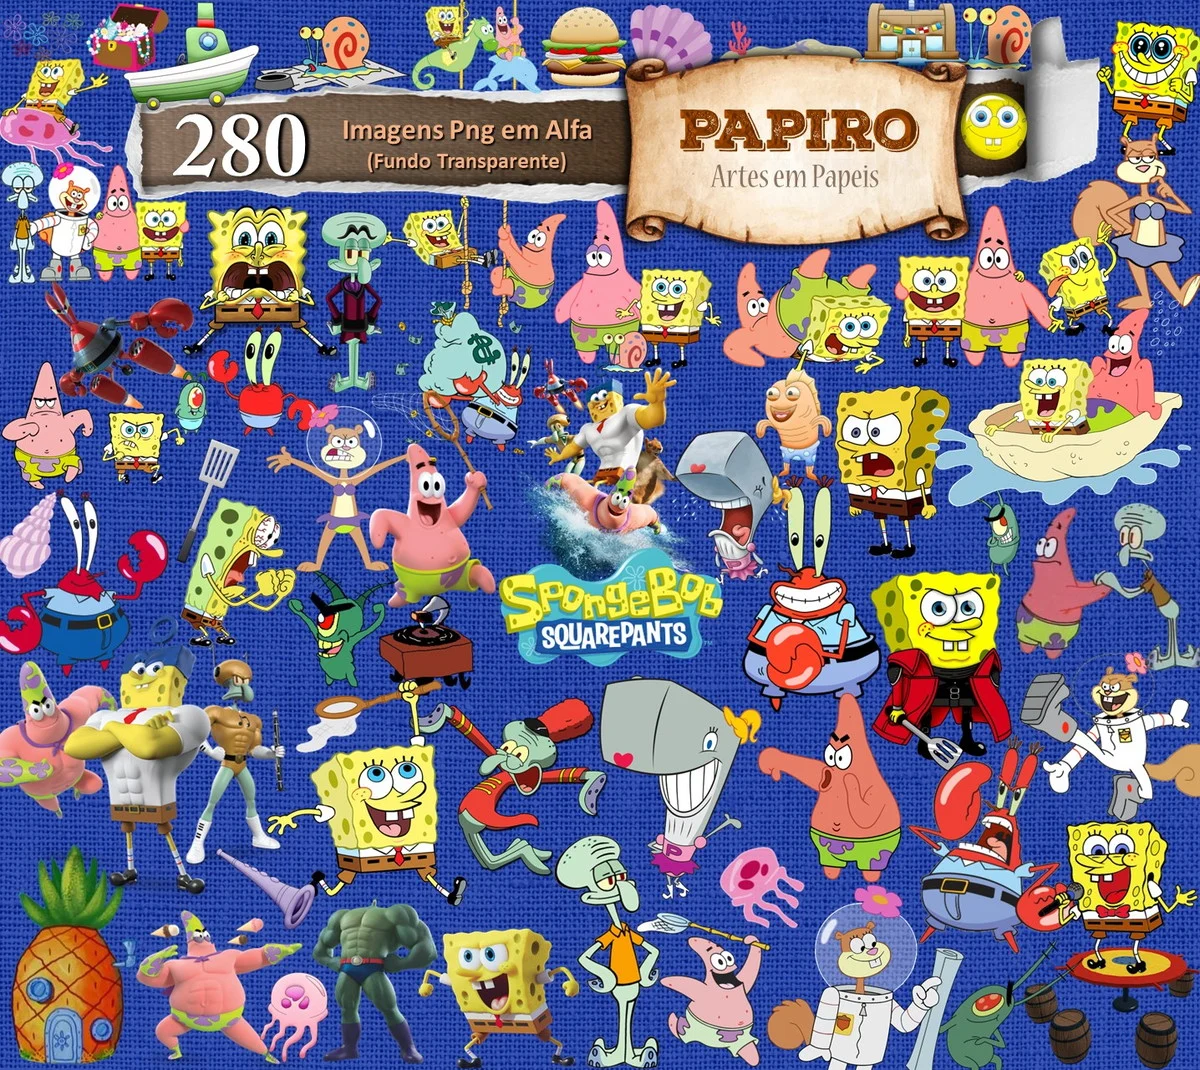 280
Imagens Png em Alfa
(Fundo Transparente)
PAPIRO
Artes em Papeis
SpongeBob
SQUAREPANTS